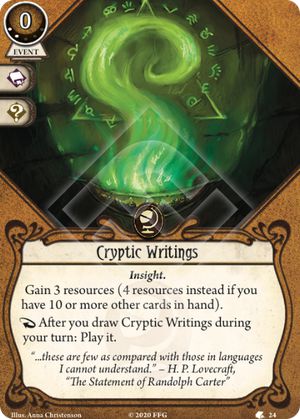 0
EVENT
?
Cryptic Writings
Insight.
Gain 3 resources (4 resources instead if you
have 10 or more other cards in hand).
After you draw Cryptic Writings during
your turn: Play it.
“...these are few as compared with those in languages
I cannot understand.” – H. P. Lovecraft,
“The Statement of Randolph Carter”
Illus. Anna Christenson
© 2020 FFG
24